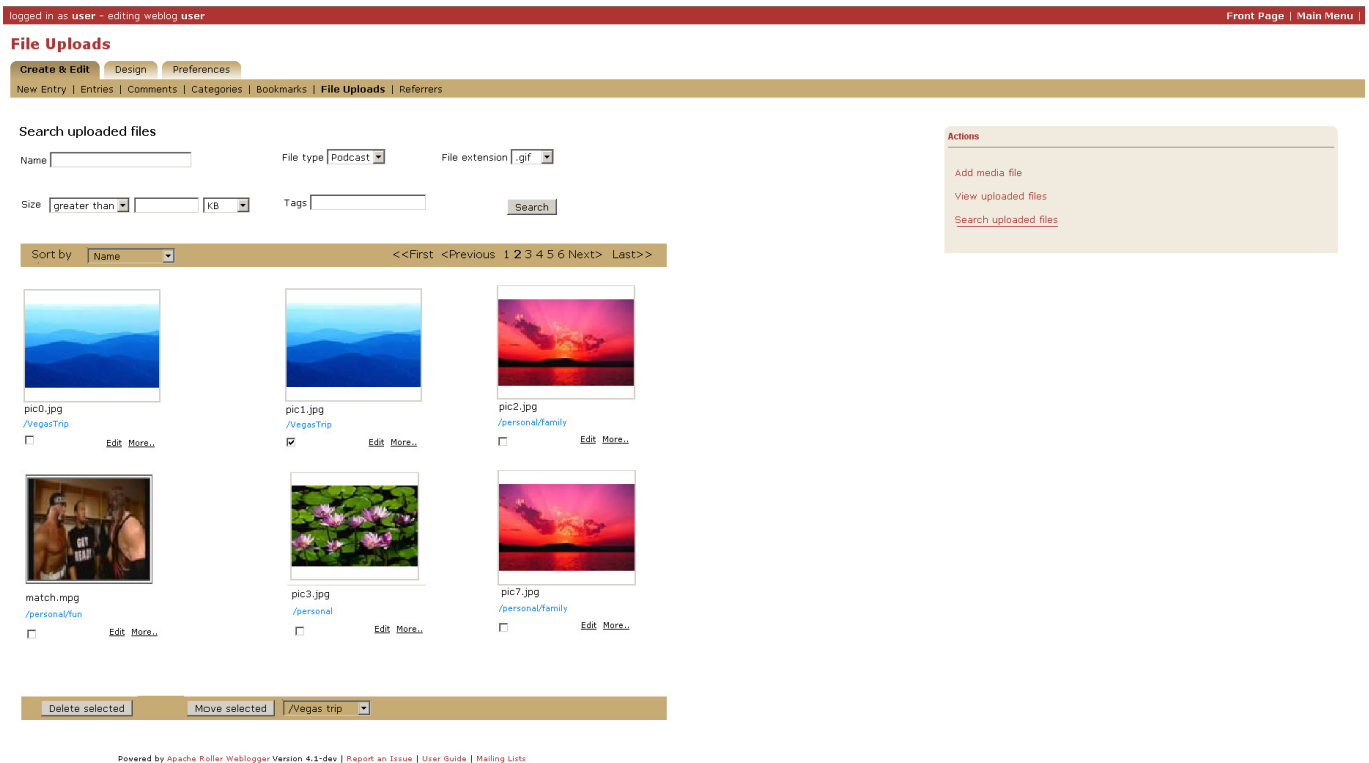 logged in as user - editing weblog user
Front Page | Main Menu |
File Uploads
Create & Edit Design Preferences
New Entry | Entries | Comments | Categories | Bookmarks | File Uploads | Referrers
Search uploaded files
Name File type Podcast File extension .gif
Size greater than KB Tags Search
Actions
Add media file
View uploaded files
Search uploaded files
Sort by Name <<First <Previous 1 2 3 4 5 6 Next> Last>>
pic0.jpg pic1.jpg pic2.jpg
/VegasTrip /VegasTrip /personal/family
Edit More.. Edit More.. Edit More..
GET
READY
match.mpg pic3.jpg pic7.jpg
/personal/fun /personal /personal/family
Edit More.. Edit More.. Edit More..
Delete selected Move selected /Vegas trip
Powered by Apache Roller Weblogger Version 4.1-dev | Report an Issue | User Guide | Mailing Lists